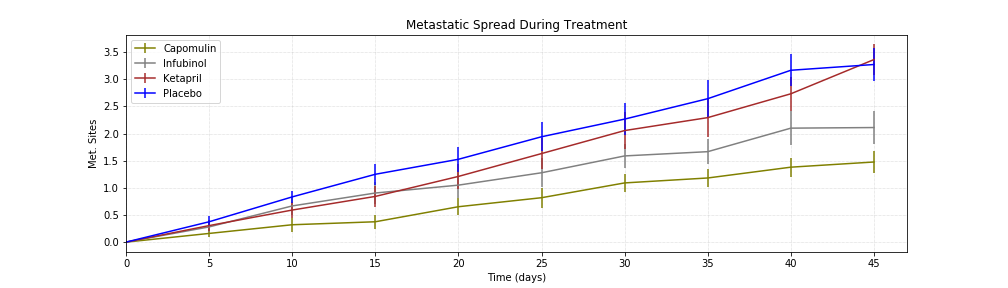 Metastatic Spread During Treatment
Capomulin
Infubinol
Ketapril
Placebo
Met. Sites
3.5
3.0
2.5
2.0
1.5
1.0
0.5
0.0
0 5 10 15 20 25 30 35 40 45
Time (days)